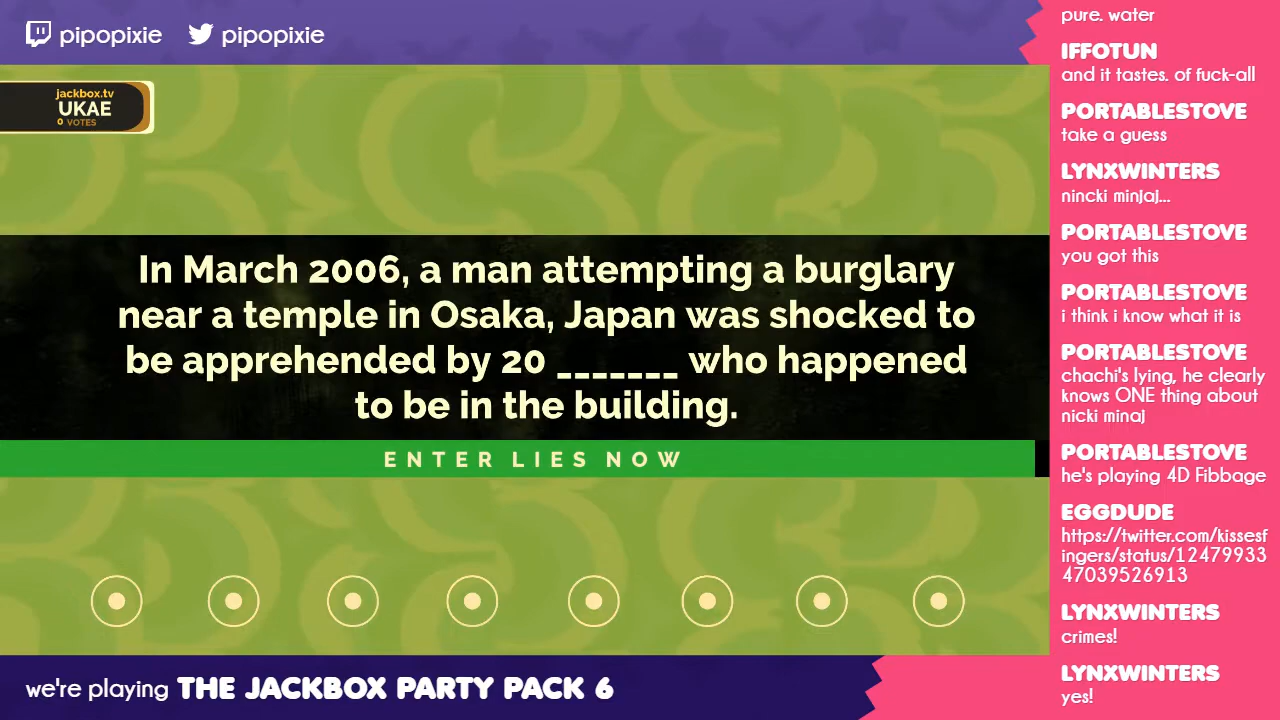 pipopixie
pipopixie
jackbox.tv
UKAE
0 VOTES
In March 2006, a man attempting a burglary
near a temple in Osaka, Japan was shocked to
be apprehended by 20 _______ who happened
to be in the building.
ENTER LIES NOW
we're playing THE JACKBOX PARTY PACK 6
pure. water
IFFOTUN
and it tastes. of fuck-all
PORTABLESTOVE
take a guess
LYNXWINTERS
nincki minjaj...
PORTABLESTOVE
you got this
PORTABLESTOVE
i think i know what it is
PORTABLESTOVE
chachi's lying, he clearly
knows ONE thing about
nicki minaj
PORTABLESTOVE
he's playing 4D Fibbage
EGGDUDE
https://twitter.com/kissesf
ingers/status/12479933
47039526913
LYNXWINTERS
crimes!
LYNXWINTERS
yes!